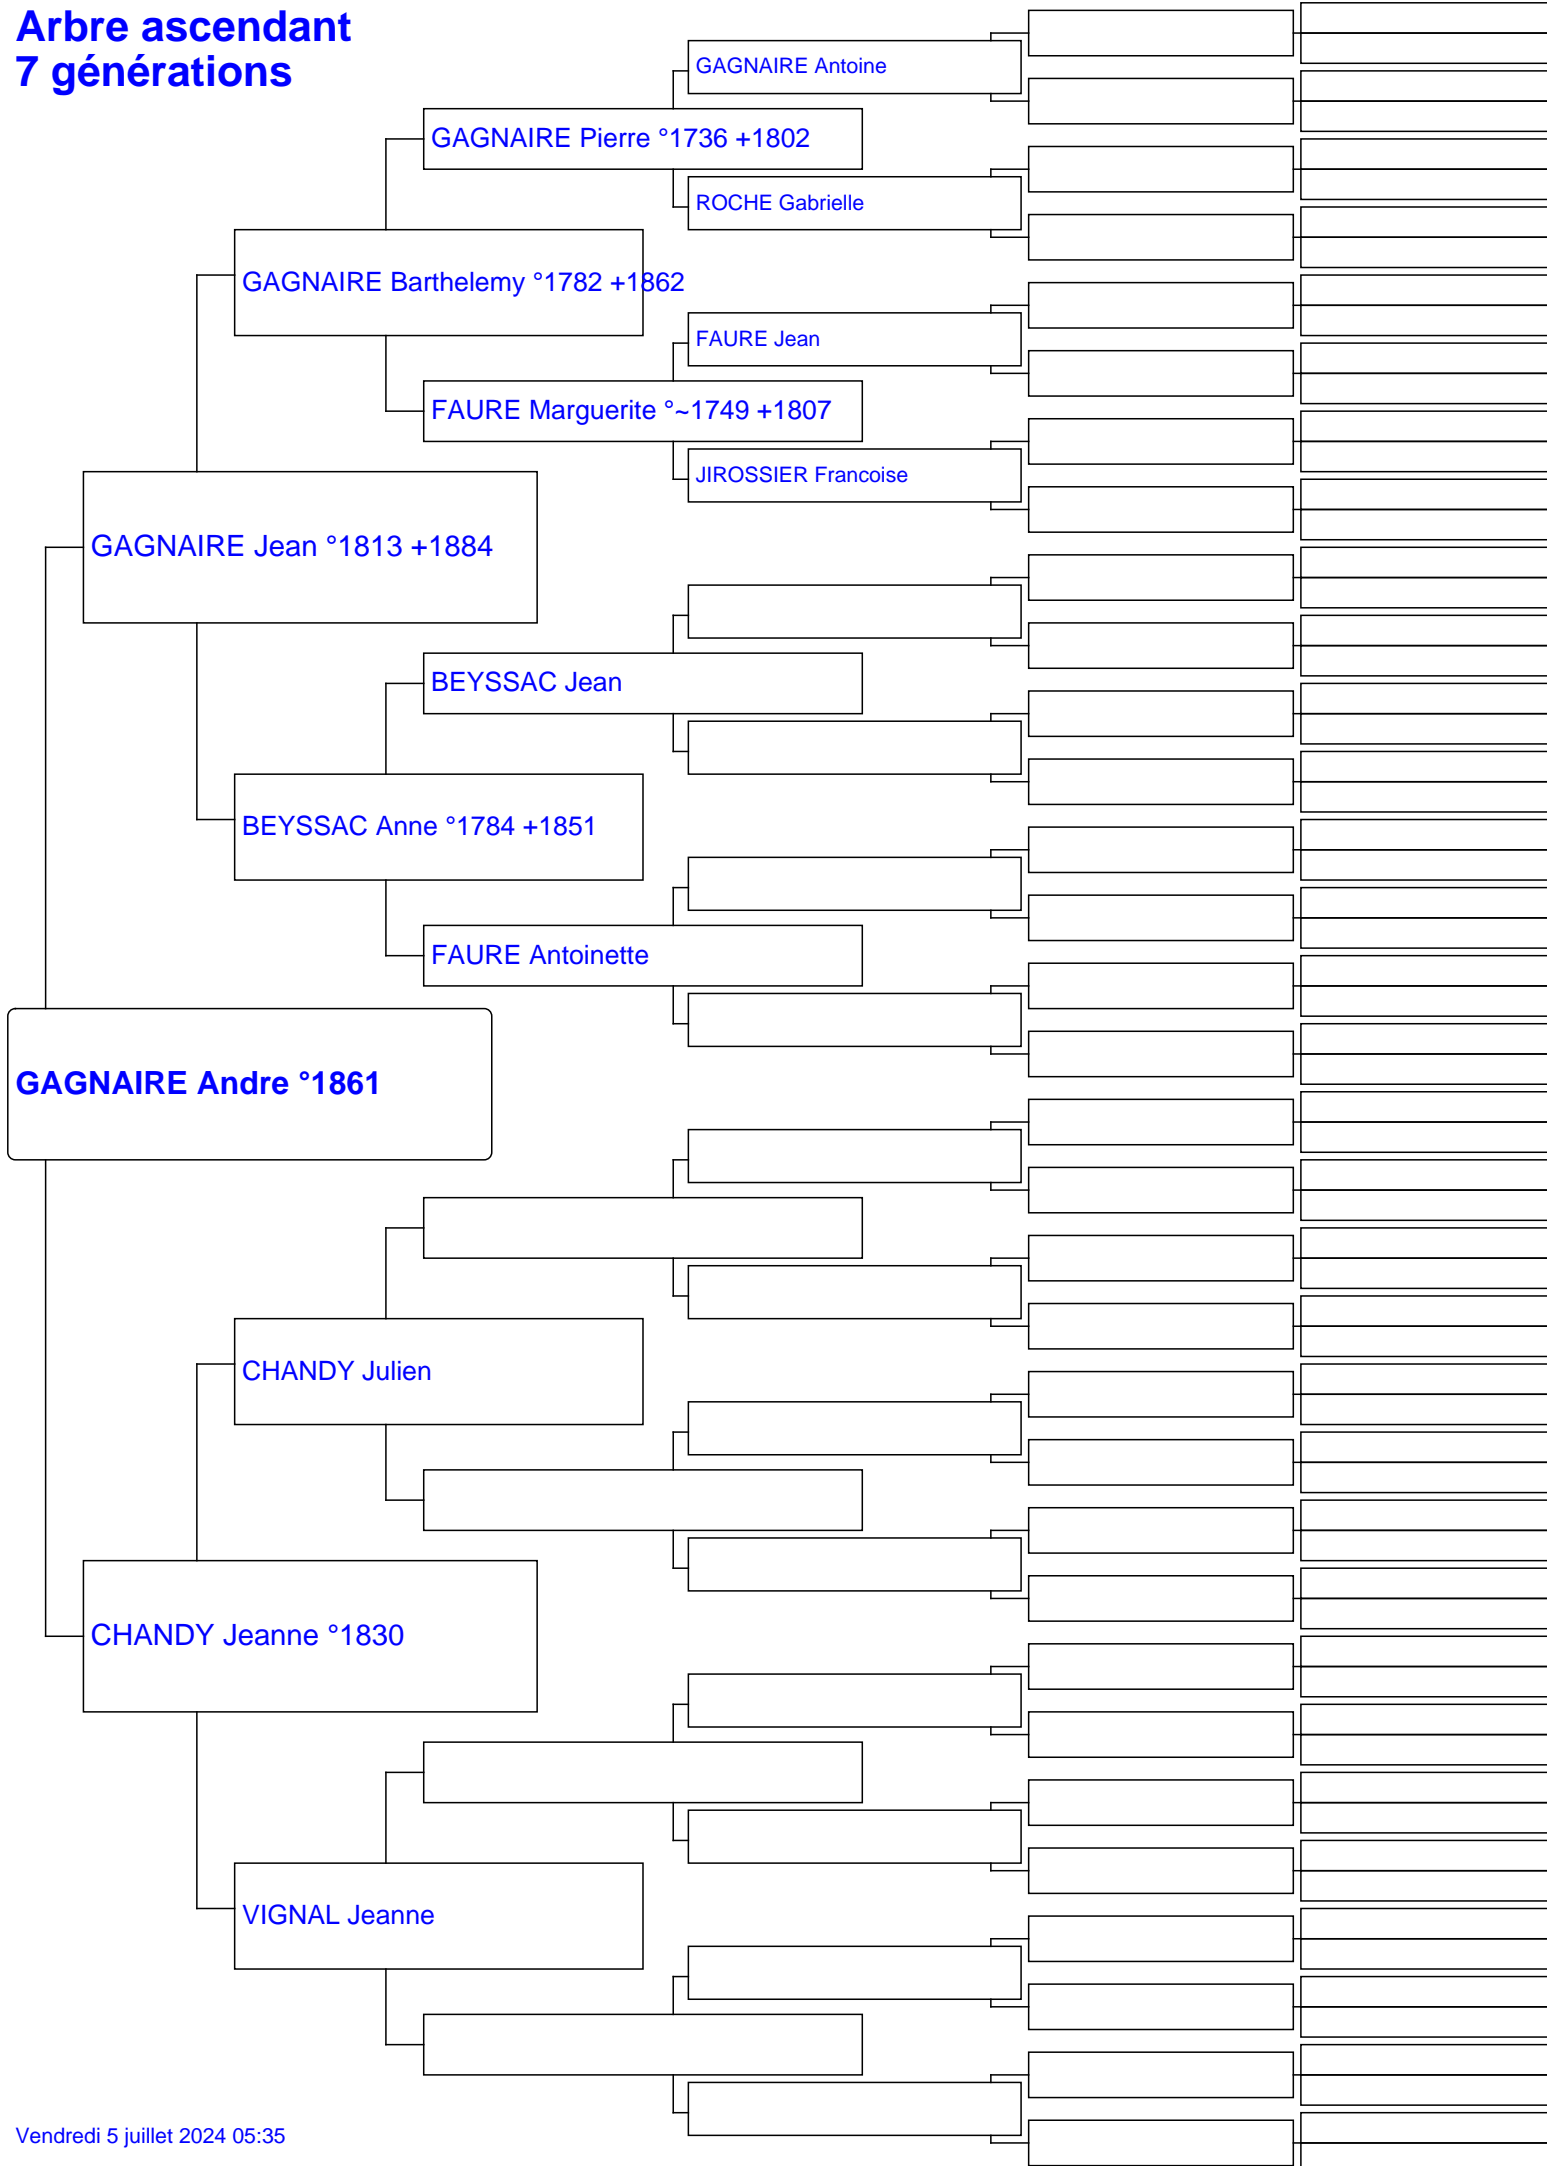 Arbre ascendant
7 générations
GAGNAIRE Antoine
GAGNAIRE Pierre °1736 +1802
ROCHE Gabrielle
GAGNAIRE Barthelemy °1782 +1862
FAURE Jean
FAURE Marguerite °~1749 +1807
JIROSSIER Francoise
GAGNAIRE Jean °1813 +1884
BEYSSAC Jean
BEYSSAC Anne °1784 +1851
FAURE Antoinette
GAGNAIRE Andre °1861
CHANDY Julien
CHANDY Jeanne °1830
VIGNAL Jeanne
Vendredi 5 juillet 2024 05:35